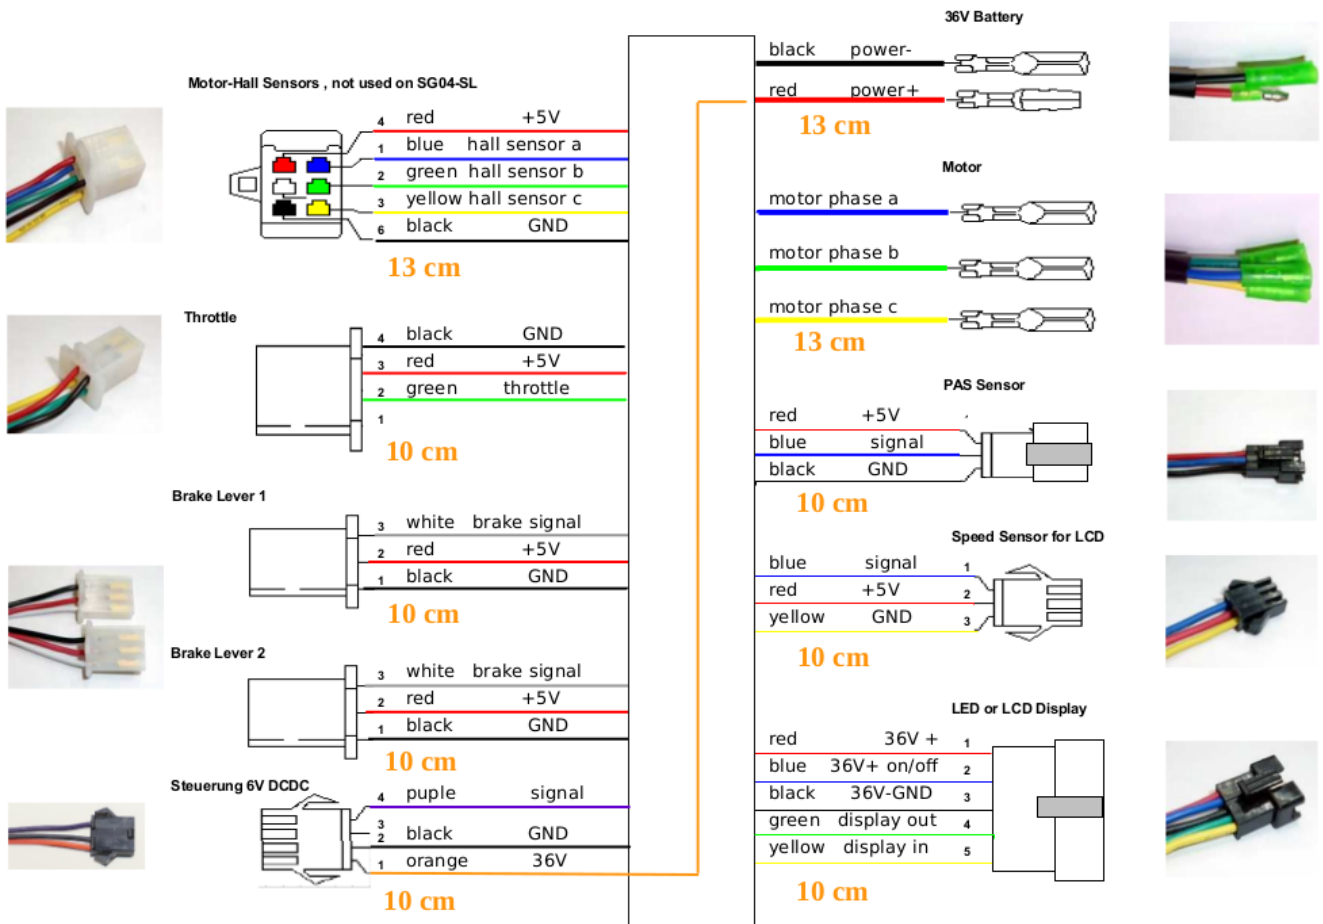 Motor-Hall Sensors , not used on SG04-SL
4 red +5V
1 blue hall sensor a
2 green hall sensor b
3 yellow hall sensor c
6 black GND
13 cm
Throttle
4 black GND
3 red +5V
2 green throttle
1
10 cm
Brake Lever 1
3 white brake signal
2 red +5V
1 black GND
10 cm
Brake Lever 2
3 white brake signal
2 red +5V
1 black GND
10 cm
Steuerung 6V DCDC
4 puple signal
3
2 black GND
1 orange 36V
10 cm
36V Battery
black power-
red power+
13 cm
Motor
motor phase a
motor phase b
motor phase c
13 cm
PAS Sensor
red +5V
blue signal
black GND
10 cm
Speed Sensor for LCD
blue signal 1
red +5V 2
yellow GND 3
10 cm
LED or LCD Display
red 36V + 1
blue 36V+ on/off 2
black 36V-GND 3
green display out 4
yellow display in 5
10 cm